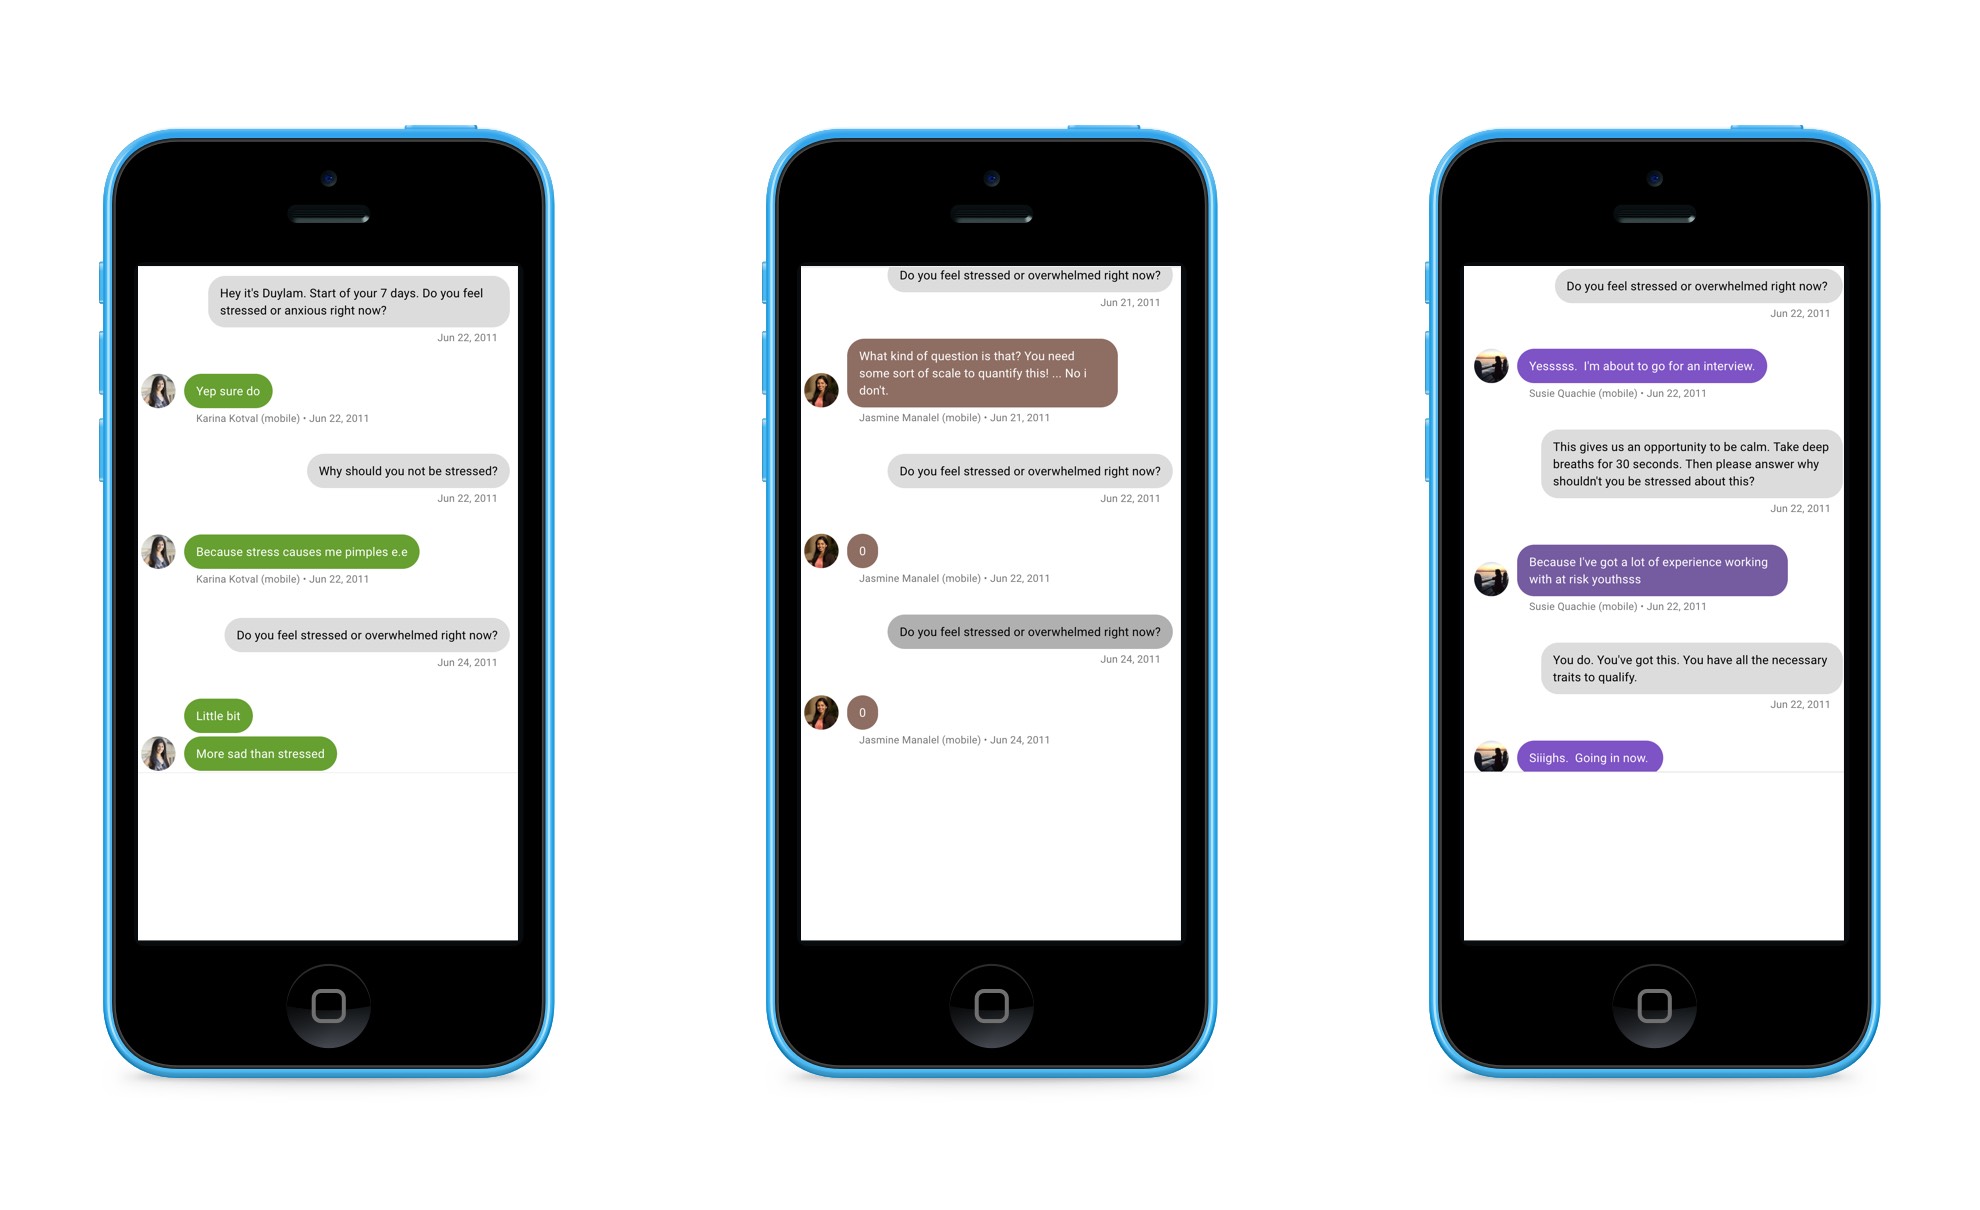 Hey it's Duylam. Start of your 7 days. Do you feel
stressed or anxious right now?
Jun 22, 2011
Yep sure do
Karina Kotval (mobile) • Jun 22, 2011
Why should you not be stressed?
Jun 22, 2011
Because stress causes me pimples e.e
Karina Kotval (mobile) • Jun 22, 2011
Do you feel stressed or overwhelmed right now?
Jun 24, 2011
Little bit
More sad than stressed
Do you feel stressed or overwhelmed right now?
Jun 21, 2011
What kind of question is that? You need
some sort of scale to quantify this! ... No i
don't.
Jasmine Manalel (mobile) • Jun 21, 2011
Do you feel stressed or overwhelmed right now?
Jun 22, 2011
0
Jasmine Manalel (mobile) • Jun 22, 2011
Do you feel stressed or overwhelmed right now?
Jun 24, 2011
0
Jasmine Manalel (mobile) • Jun 24, 2011
Do you feel stressed or overwhelmed right now?
Jun 22, 2011
Yesssss.  I'm about to go for an interview.
Susie Quachie (mobile) • Jun 22, 2011
This gives us an opportunity to be calm. Take deep
breaths for 30 seconds. Then please answer why
shouldn't you be stressed about this?
Jun 22, 2011
Because I've got a lot of experience working
with at risk youthsss
Susie Quachie (mobile) • Jun 22, 2011
You do. You've got this. You have all the necessary
traits to qualify.
Jun 22, 2011
Siiighs.  Going in now.